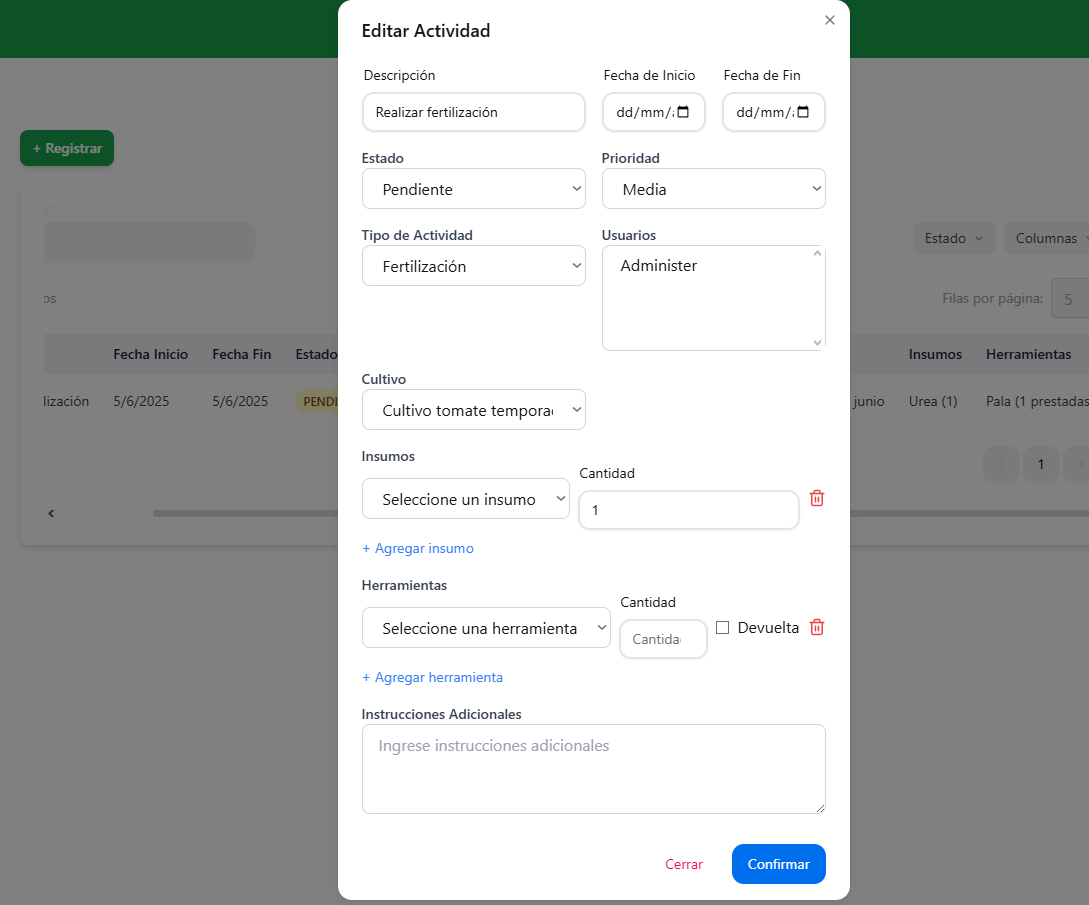 Editar Actividad
Descripción Fecha de Inicio Fecha de Fin
Realizar fertilización dd/mm/ dd/mm/
+ Registrar
Estado Prioridad
Pendiente Media
Tipo de Actividad Usuarios
Fertilización Administer
Estado Columnas
os Filas por página: 5
Fecha Inicio Fecha Fin Estado Insumos Herramientas
lización 5/6/2025 5/6/2025 PENDI junio Urea (1) Pala (1 prestadas
Cultivo
Cultivo tomate temporad
1
Insumos
Cantidad
Seleccione un insumo 1
+ Agregar insumo
Herramientas
Cantidad
Seleccione una herramienta Cantida Devuelta
+ Agregar herramienta
Instrucciones Adicionales
Ingrese instrucciones adicionales
Cerrar Confirmar